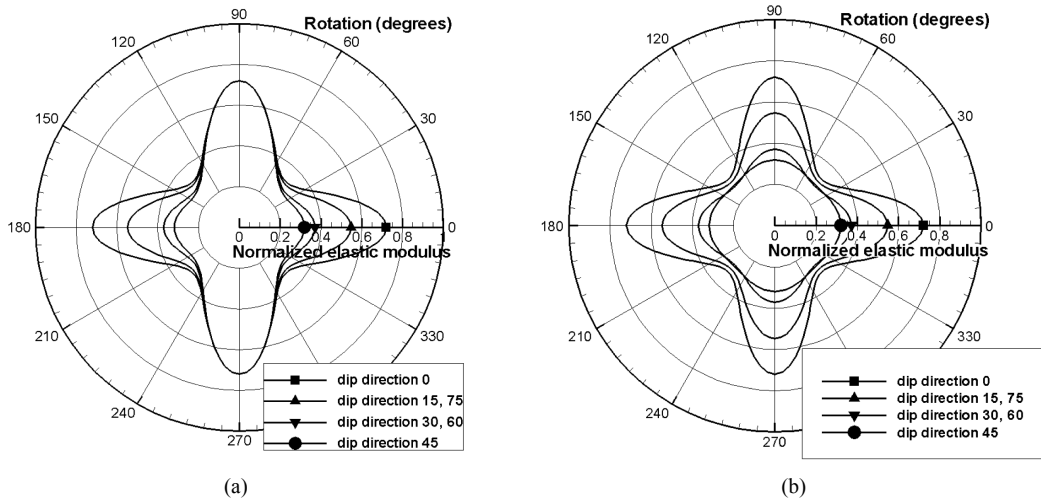 90
Rotation (degrees)
120
60
150
30
180
0
0 0.2 0.4 0.6 0.8 1
Normalized elastic modulus
210
330
240
270
dip direction 0
dip direction 15, 75
dip direction 30, 60
dip direction 45
(a)
90
Rotation (degrees)
120
60
150
30
180
0
0 0.2 0.4 0.6 0.8 1
Normalized elastic modulus
210
330
240
270
dip direction 0
dip direction 15, 75
dip direction 30, 60
dip direction 45
(b)